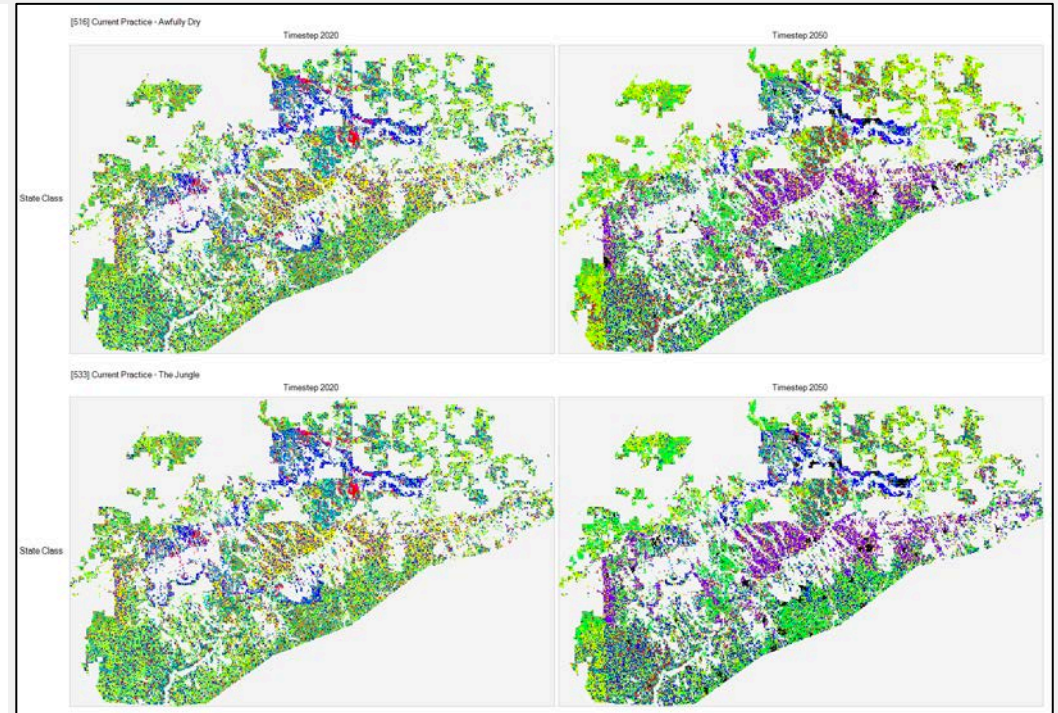 [516] Current Practice - Awfully Dry
Timestep 2020
Timestep 2050
State Class
[533] Current Practice - The Jungle
Timestep 2020
Timestep 2050
State Class